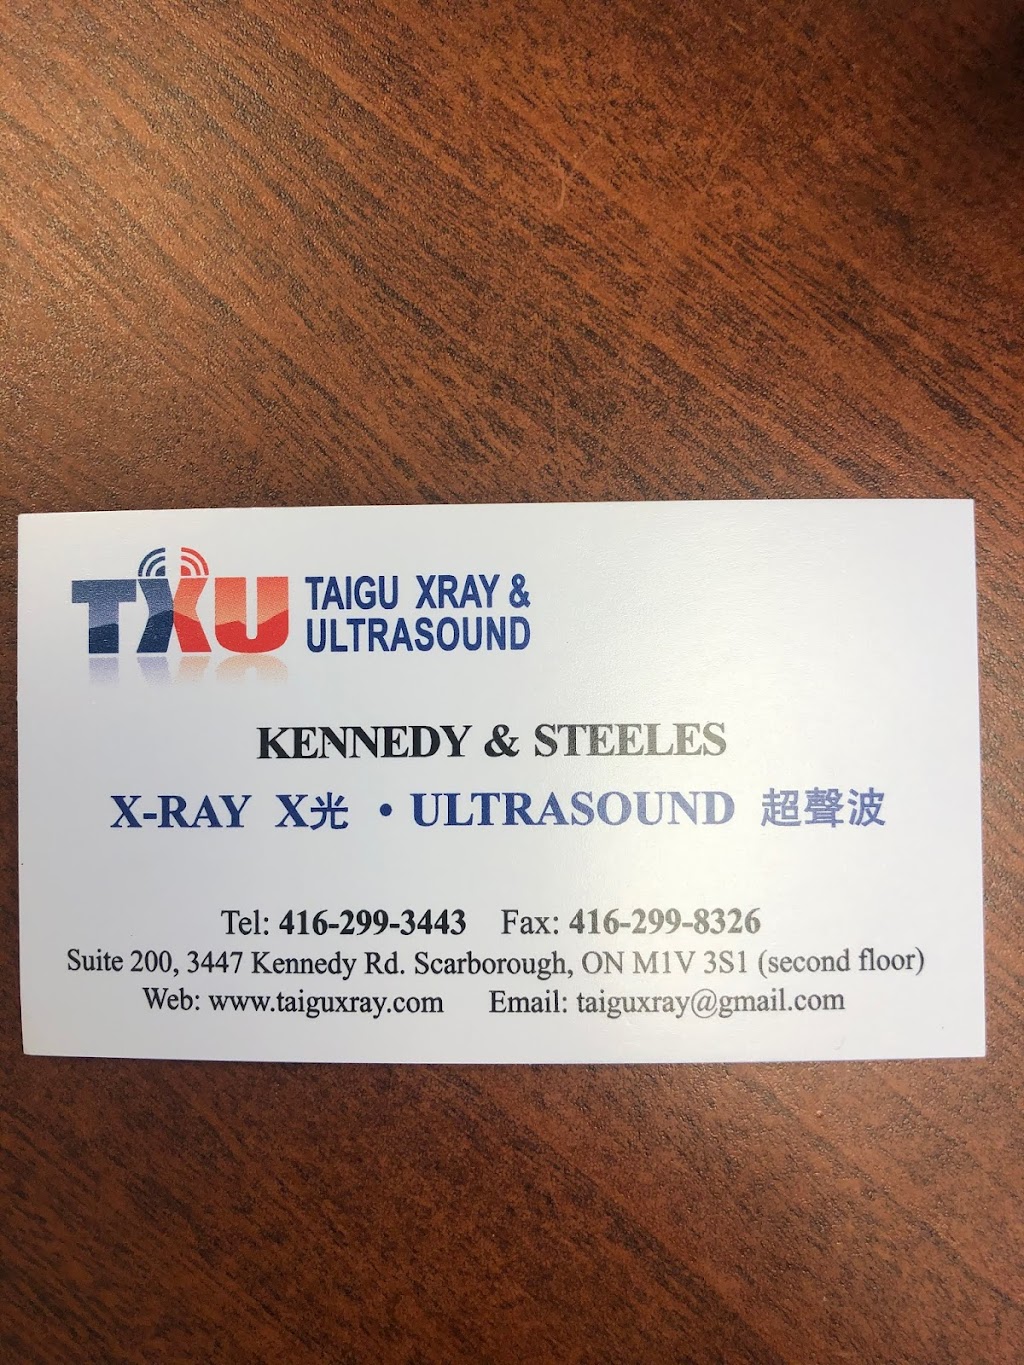 TXU TAIGU XRAY &
ULTRASOUND
KENNEDY & STEELES
X-RAY X光 • ULTRASOUND 超聲波
Tel: 416-299-3443 Fax: 416-299-8326
Suite 200, 3447 Kennedy Rd. Scarborough, ON M1V 3S1 (second floor)
Web: www.taiguxray.com Email: taiguxray@gmail.com